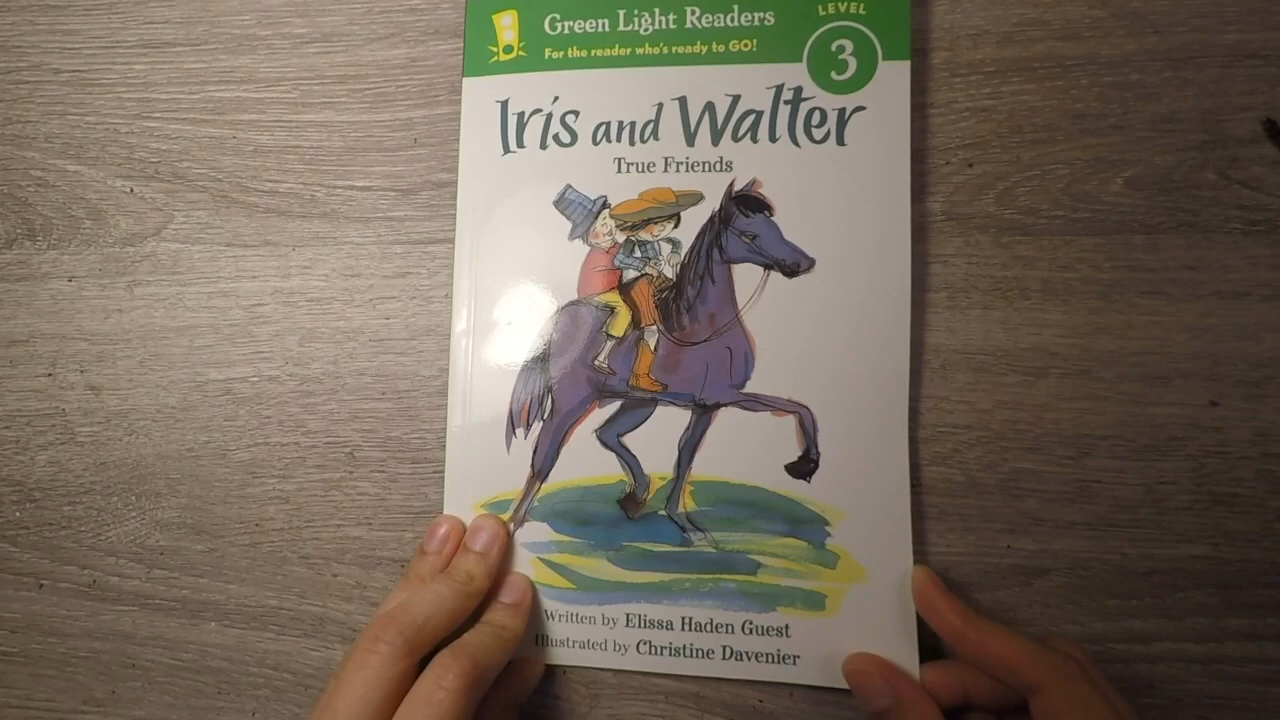 Green Light Readers
For the reader who's ready to GO!
LEVEL
3
Iris and Walter
True Friends
Written by Elissa Haden Guest
Illustrated by Christine Davenier